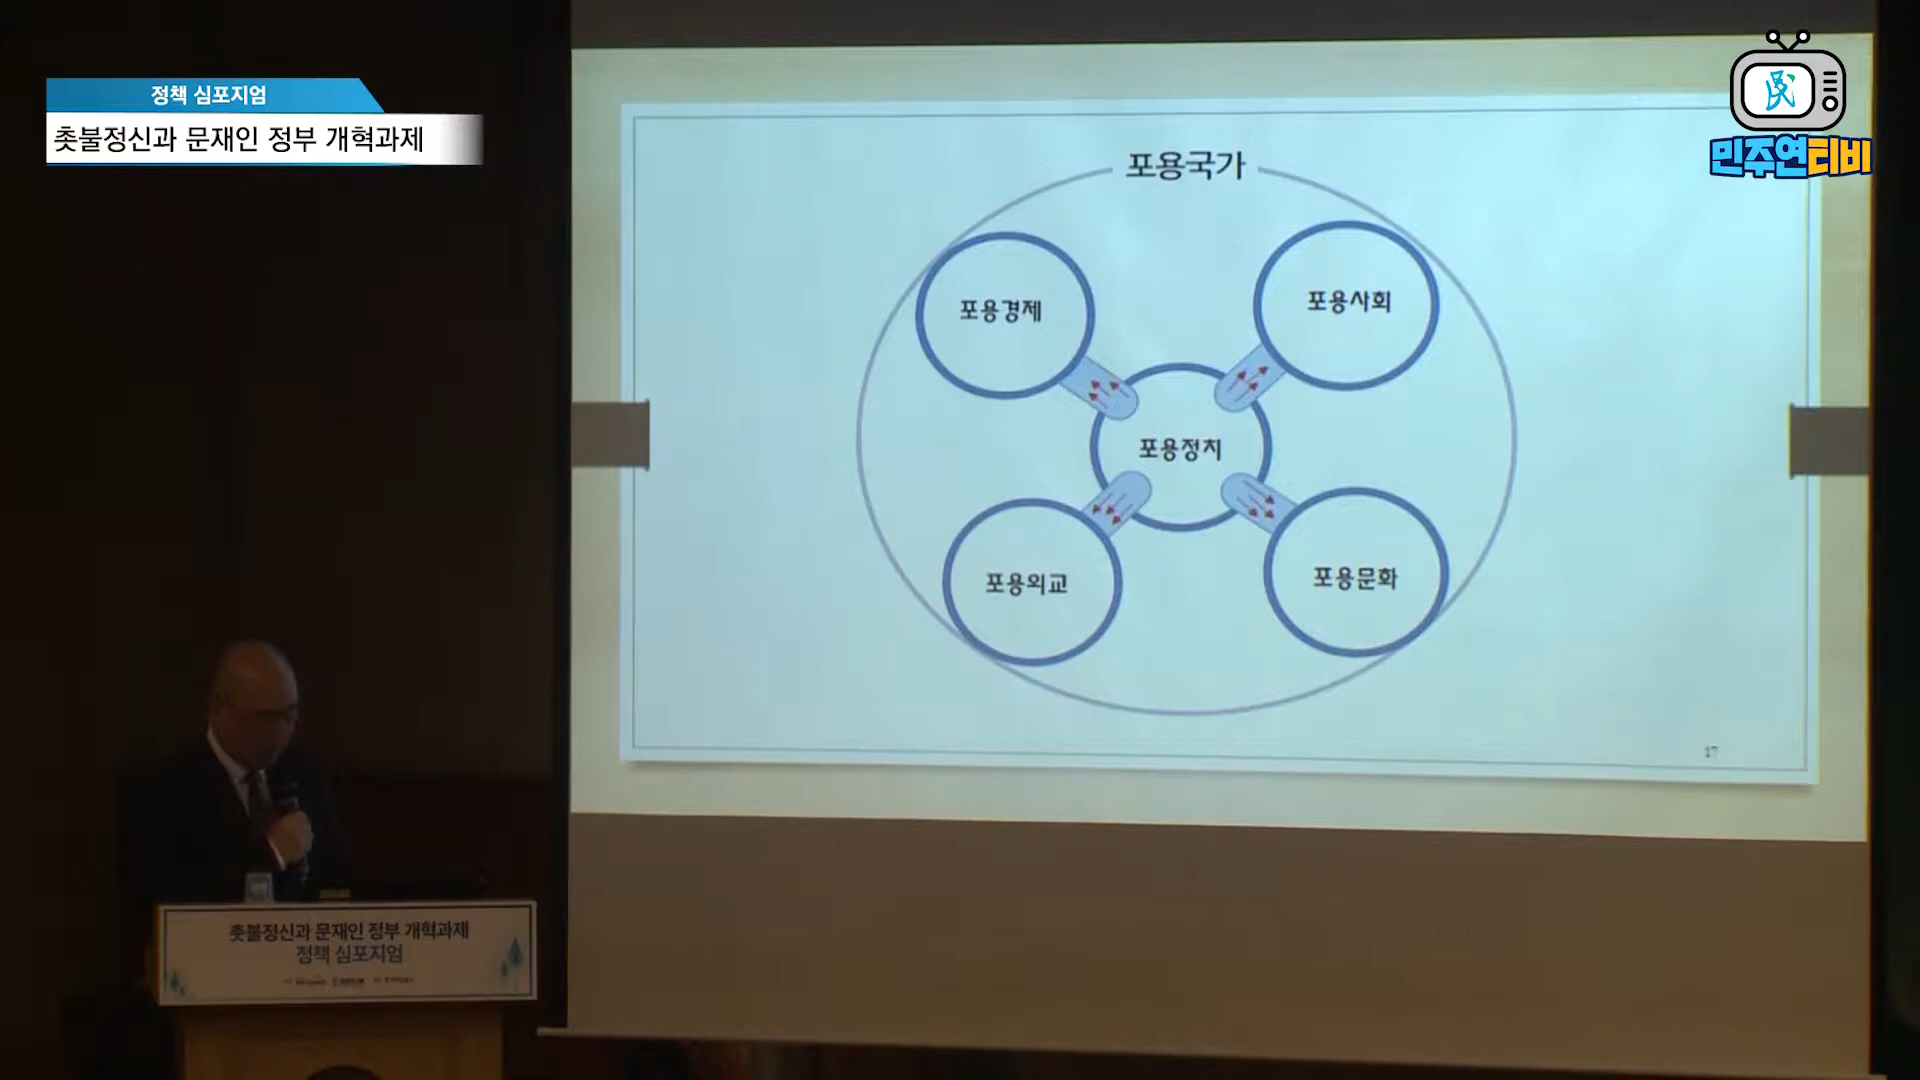 정책 심포지엄
촛불정신과 문재인 정부 개혁과제
民
민주연티비
포용국가
포용경제
포용사회
포용정치
포용외교
포용문화
17
촛불정신과 문재인 정부 개혁과제
정책 심포지엄